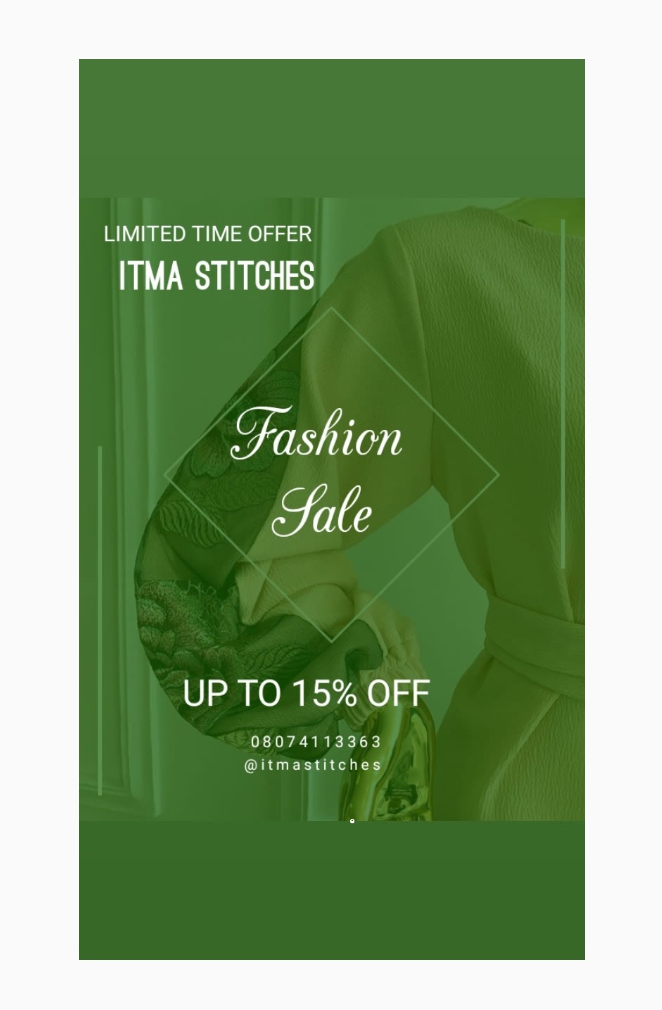 LIMITED TIME OFFER
ITMA STITCHES
Fashion
Sale
UP TO 15% OFF
08074113363
@itmastitches